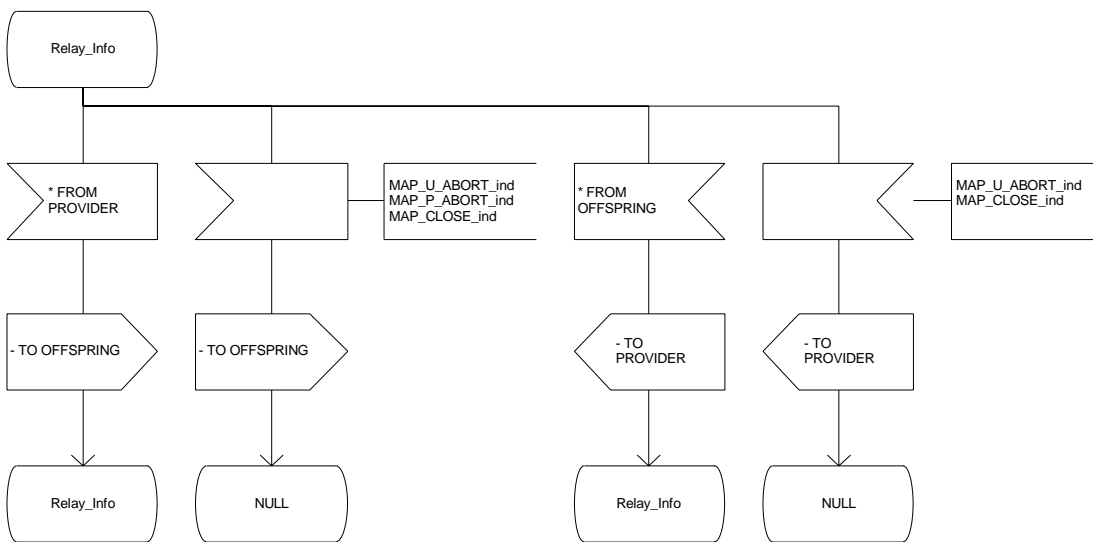 Relay_Info
* FROM
PROVIDER
MAP_U_ABORT_ind
MAP_P_ABORT_ind
MAP_CLOSE_ind
* FROM
OFFSPRING
MAP_U_ABORT_ind
MAP_CLOSE_ind
- TO OFFSPRING
- TO OFFSPRING
- TO
PROVIDER
- TO
PROVIDER
Relay_Info
NULL
Relay_Info
NULL